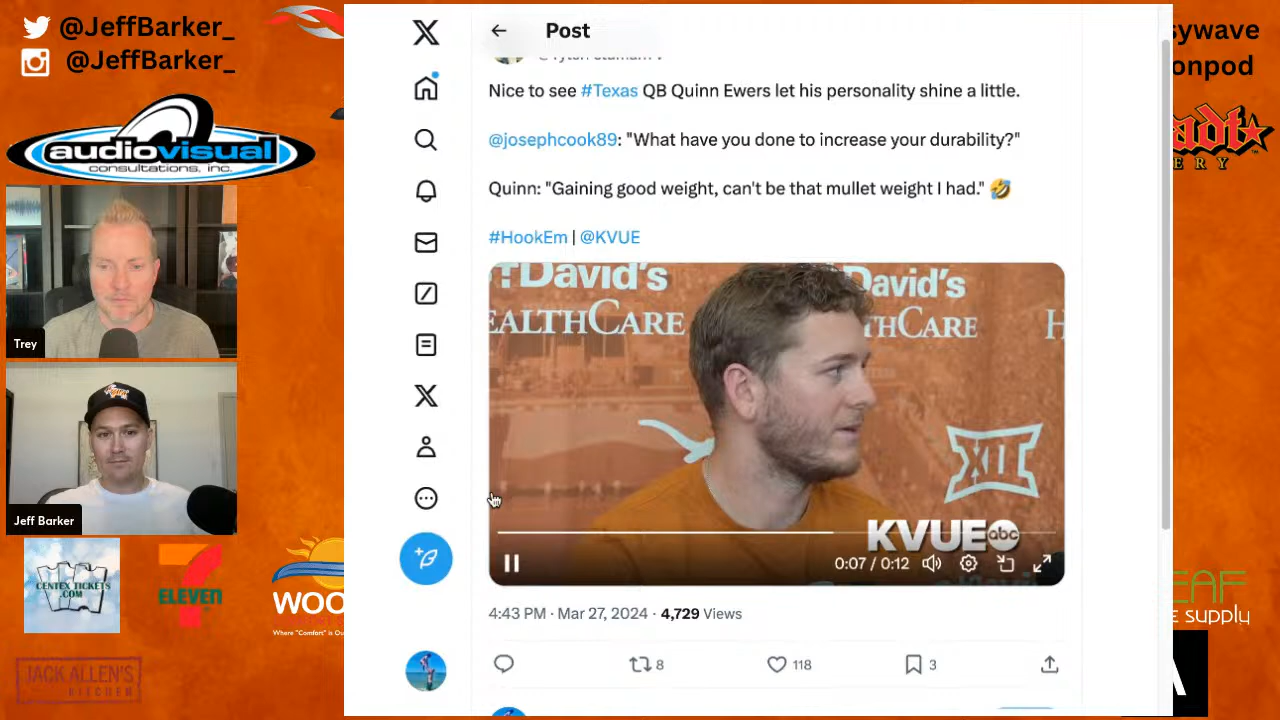 @JeffBarker_
@JeffBarker_
audiovisual
consultations, inc.
Trey
Jeff Barker
CENTEX TICKETS
.COM
7
ELEVEN
WOO
JACK ALLEN'S
KITCHEN
X
Post
Nice to see #Texas QB Quinn Ewers let his personality shine a little.
@josephcook89: "What have you done to increase your durability?"
Quinn: "Gaining good weight, can't be that mullet weight I had." 🤣
#HookEm | @KVUE
David's
David's
EALTHCARE
THCARE
H
XII
KVUE abc
0:07 / 0:12
4:43 PM · Mar 27, 2024 · 4,729 Views
8
118
3
ywave
onpod
adt
ERY
EAF
e supply